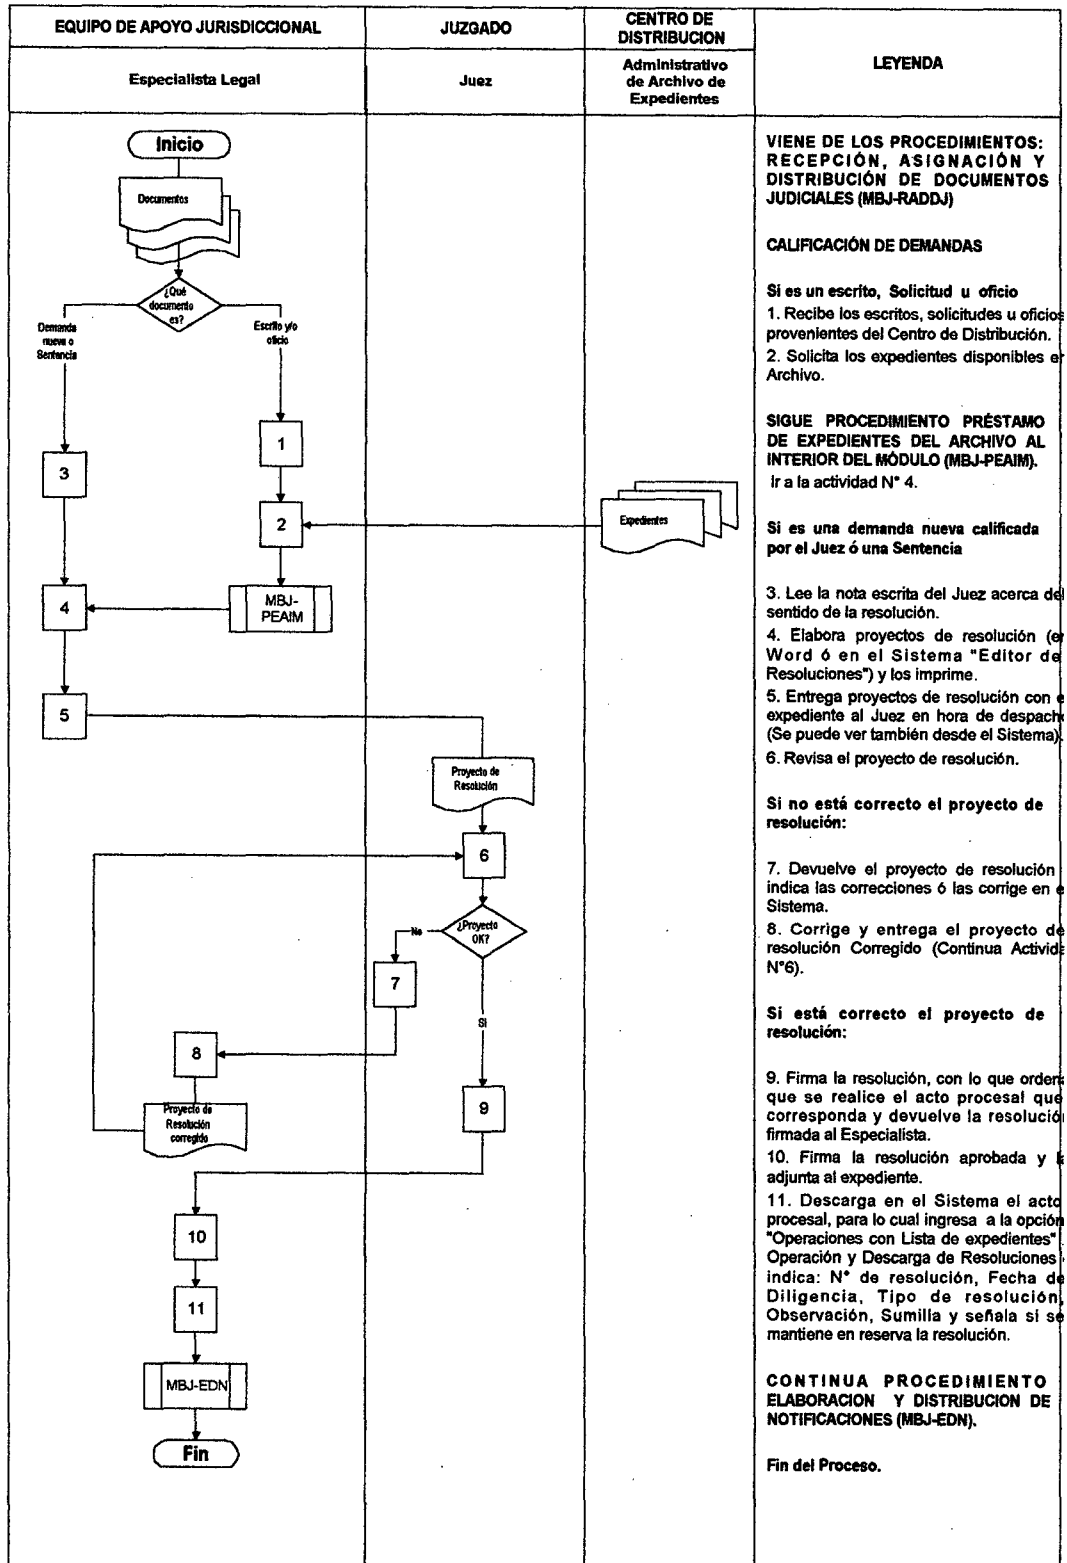 EQUIPO DE APOYO JURISDICCIONAL
JUZGADO
CENTRO DE
DISTRIBUCION
LEYENDA
Especialista Legal
Juez
Administrativo
de Archivo de
Expedientes
Inicio
Documentos
¿Qué
documento
es?
Demanda
nueva o
Sentencia
Escrito y/o
oficio
1
3
2
Expedientes
4
MBJ-
PEAIM
5
Proyecto de
Resolución
6
¿Proyecto
OK?
No
7
Si
8
Proyecto de
Resolución
corregido
9
10
11
MBJ-EDN
Fin
VIENE DE LOS PROCEDIMIENTOS:
RECEPCIÓN, ASIGNACIÓN Y
DISTRIBUCIÓN DE DOCUMENTOS
JUDICIALES (MBJ-RADDJ)
CALIFICACIÓN DE DEMANDAS
Si es un escrito, Solicitud u oficio
1. Recibe los escritos, solicitudes u oficios
provenientes del Centro de Distribución.
2. Solicita los expedientes disponibles e
Archivo.
SIGUE PROCEDIMIENTO PRÉSTAMO
DE EXPEDIENTES DEL ARCHIVO AL
INTERIOR DEL MÓDULO (MBJ-PEAIM).
Ir a la actividad N° 4.
Si es una demanda nueva calificada
por el Juez ó una Sentencia
3. Lee la nota escrita del Juez acerca de
sentido de la resolución.
4. Elabora proyectos de resolución (e
Word ó en el Sistema "Editor de
Resoluciones") y los imprime.
5. Entrega proyectos de resolución con e
expediente al Juez en hora de despach
(Se puede ver también desde el Sistema).
6. Revisa el proyecto de resolución.
Si no está correcto el proyecto de
resolución:
7. Devuelve el proyecto de resolución
indica las correcciones ó las corrige en e
Sistema.
8. Corrige y entrega el proyecto de
resolución Corregido (Continua Activid
N°6).
Si está correcto el proyecto de
resolución:
9. Firma la resolución, con lo que orden
que se realice el acto procesal que
corresponda y devuelve la resolució
firmada al Especialista.
10. Firma la resolución aprobada y l
adjunta al expediente.
11. Descarga en el Sistema el acto
procesal, para lo cual ingresa a la opción
"Operaciones con Lista de expedientes"
Operación y Descarga de Resoluciones
indica: N° de resolución, Fecha de
Diligencia, Tipo de resolución,
Observación, Sumilla y señala si se
mantiene en reserva la resolución.
CONTINUA PROCEDIMIENTO
ELABORACION Y DISTRIBUCION DE
NOTIFICACIONES (MBJ-EDN).
Fin del Proceso.